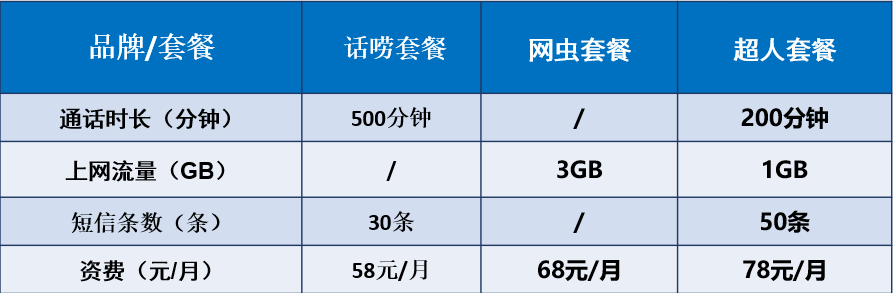 品牌/套餐 话唠套餐 网虫套餐 超人套餐
通话时长（分钟） 500分钟 / 200分钟
上网流量（GB） / 3GB 1GB
短信条数（条） 30条 / 50条
资费（元/月） 58元/月 68元/月 78元/月